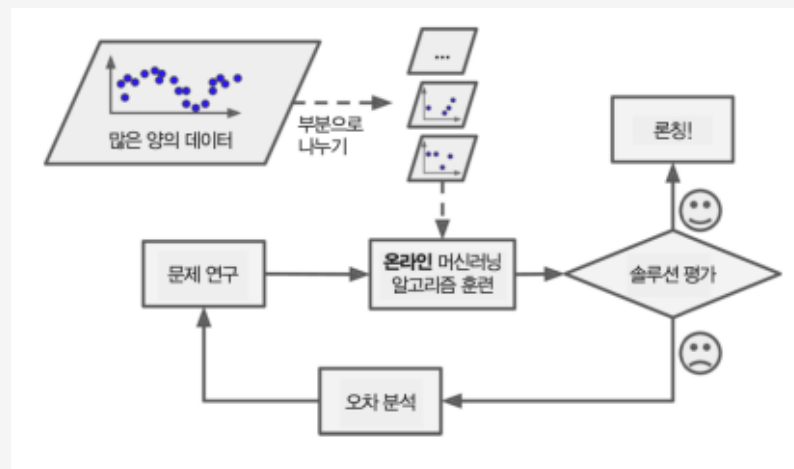 많은 양의 데이터
부분으로
나누기
...
론칭!
문제 연구
온라인 머신러닝
알고리즘 훈련
솔루션 평가
오차 분석